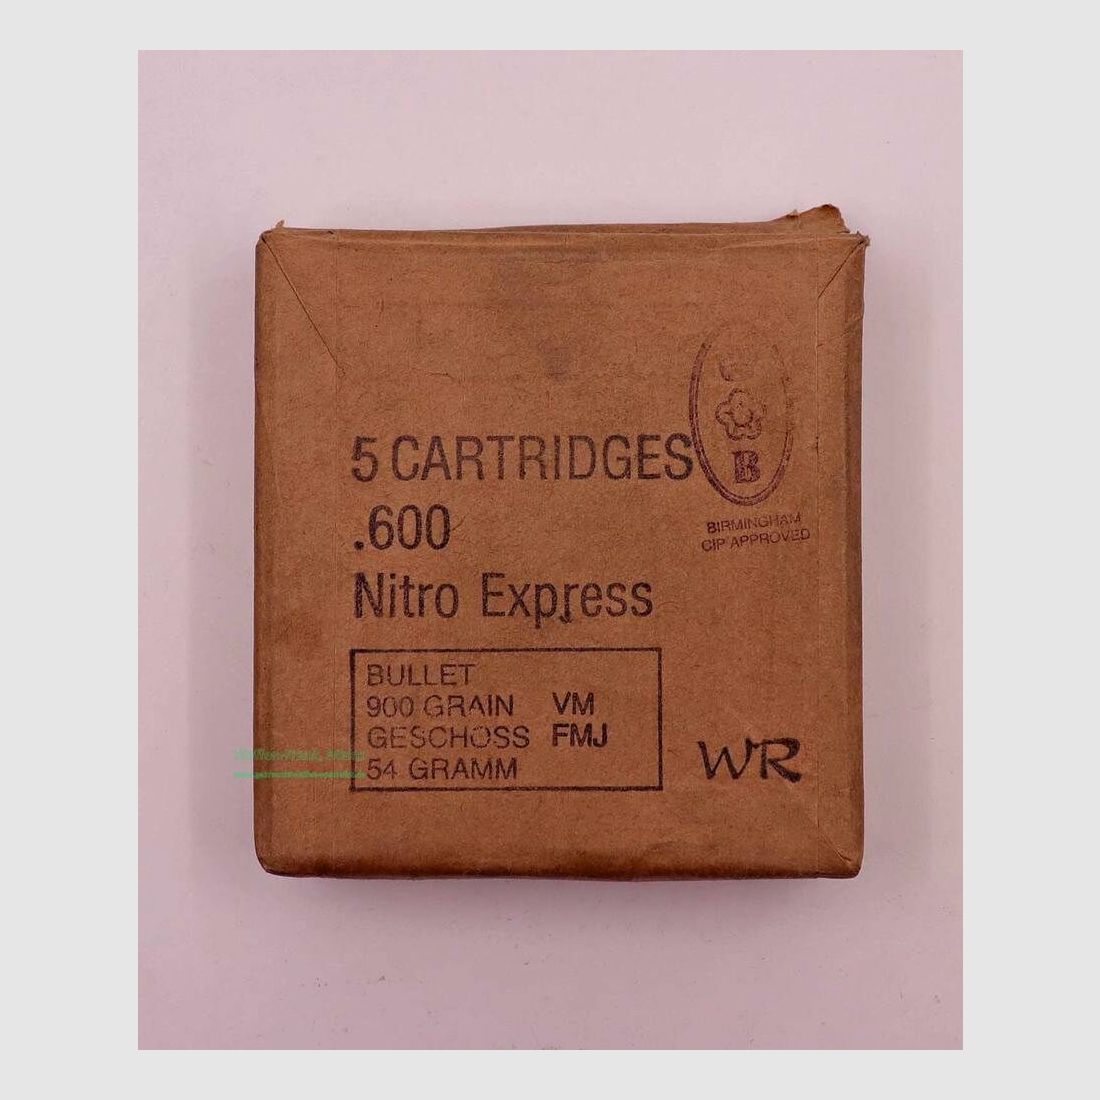 5 CARTRIDGES
.600
Nitro Express
B
BIRMINGHAM
CIP APPROVED
BULLET
900 GRAIN VM
GESCHOSS FMJ
54 GRAMM
WR